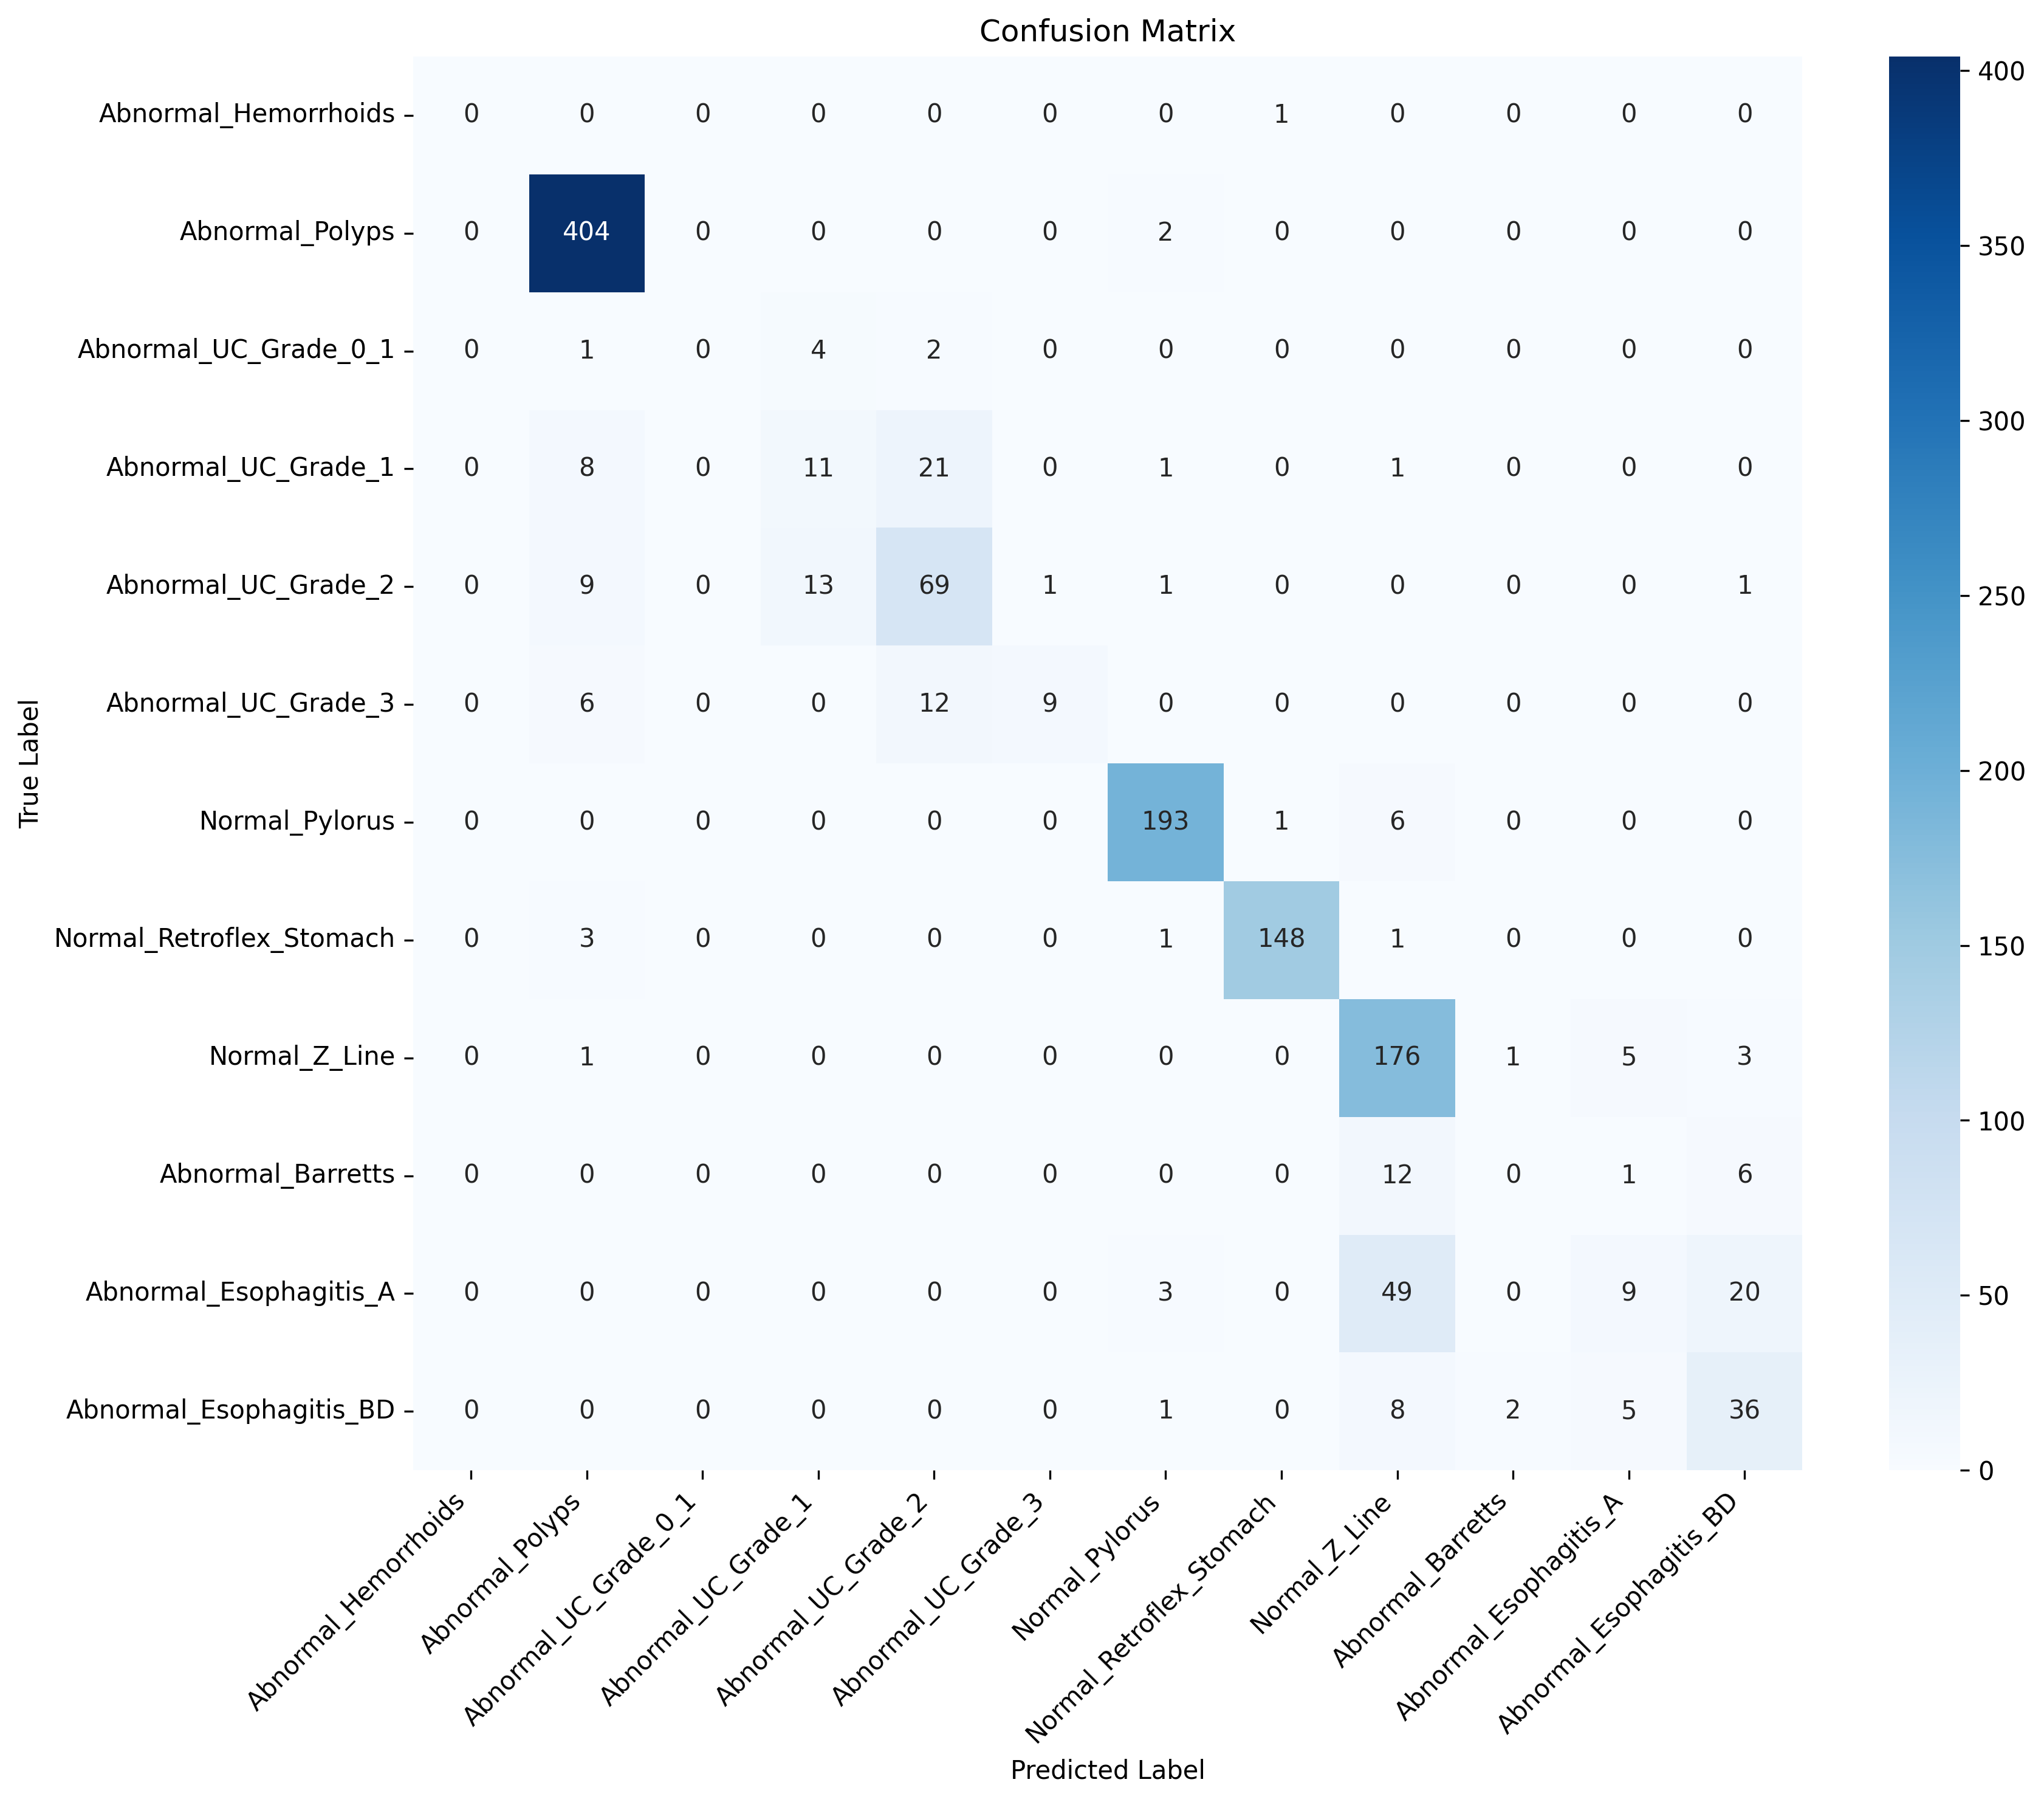 Confusion Matrix
Abnormal_Hemorrhoids 0 0 0 0 0 0 0 1 0 0 0 0
Abnormal_Polyps 0 404 0 0 0 0 2 0 0 0 0 0
Abnormal_UC_Grade_0_1 0 1 0 4 2 0 0 0 0 0 0 0
Abnormal_UC_Grade_1 0 8 0 11 21 0 1 0 1 0 0 0
Abnormal_UC_Grade_2 0 9 0 13 69 1 1 0 0 0 0 1
Abnormal_UC_Grade_3 0 6 0 0 12 9 0 0 0 0 0 0
Normal_Pylorus 0 0 0 0 0 0 193 1 6 0 0 0
Normal_Retroflex_Stomach 0 3 0 0 0 0 1 148 1 0 0 0
Normal_Z_Line 0 1 0 0 0 0 0 0 176 1 5 3
Abnormal_Barretts 0 0 0 0 0 0 0 0 12 0 1 6
Abnormal_Esophagitis_A 0 0 0 0 0 0 3 0 49 0 9 20
Abnormal_Esophagitis_BD 0 0 0 0 0 0 1 0 8 2 5 36
True Label
Abnormal_Hemorrhoids
Abnormal_Polyps
Abnormal_UC_Grade_0_1
Abnormal_UC_Grade_1
Abnormal_UC_Grade_2
Abnormal_UC_Grade_3
Normal_Pylorus
Normal_Retroflex_Stomach
Normal_Z_Line
Abnormal_Barretts
Abnormal_Esophagitis_A
Abnormal_Esophagitis_BD
Predicted Label
400
350
300
250
200
150
100
50
0